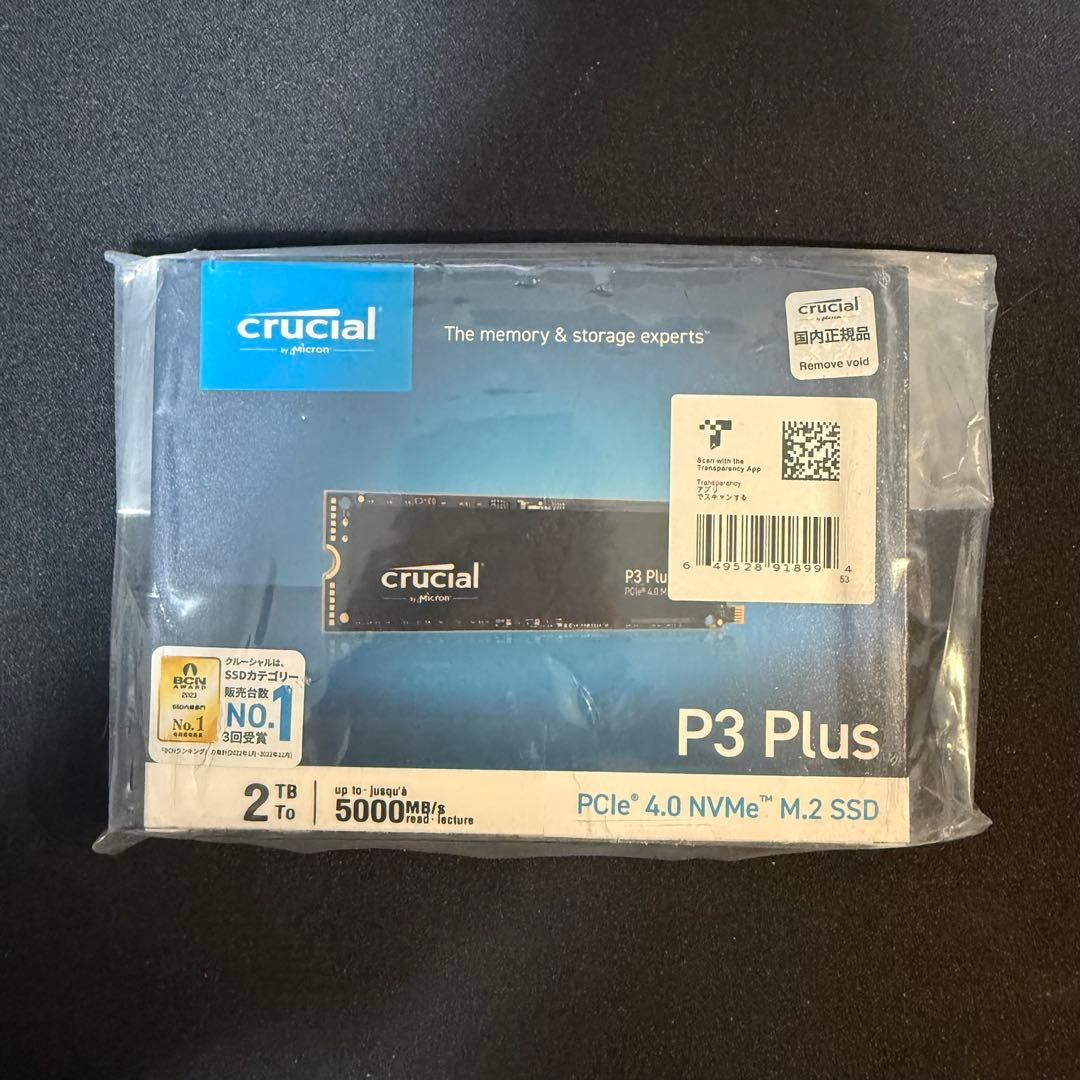 crucial
by Micron
The memory & storage experts™
crucial
by Micron
国内正規品
Remove void
Scan with the
Transparency App
Transparency
アプリ
でスキャンする
6 49528 91899 4
53
crucial
by Micron
P3 Plu
PCIe® 4.0 M
BCN
AWARD
2023
No.1
クルーシャルは、
SSDカテゴリー
販売台数
NO.1
3回受賞
P3 Plus
2 TB
To
up to · jusqu'à
5000 MB/s
read · lecture
PCIe® 4.0 NVMe™ M.2 SSD